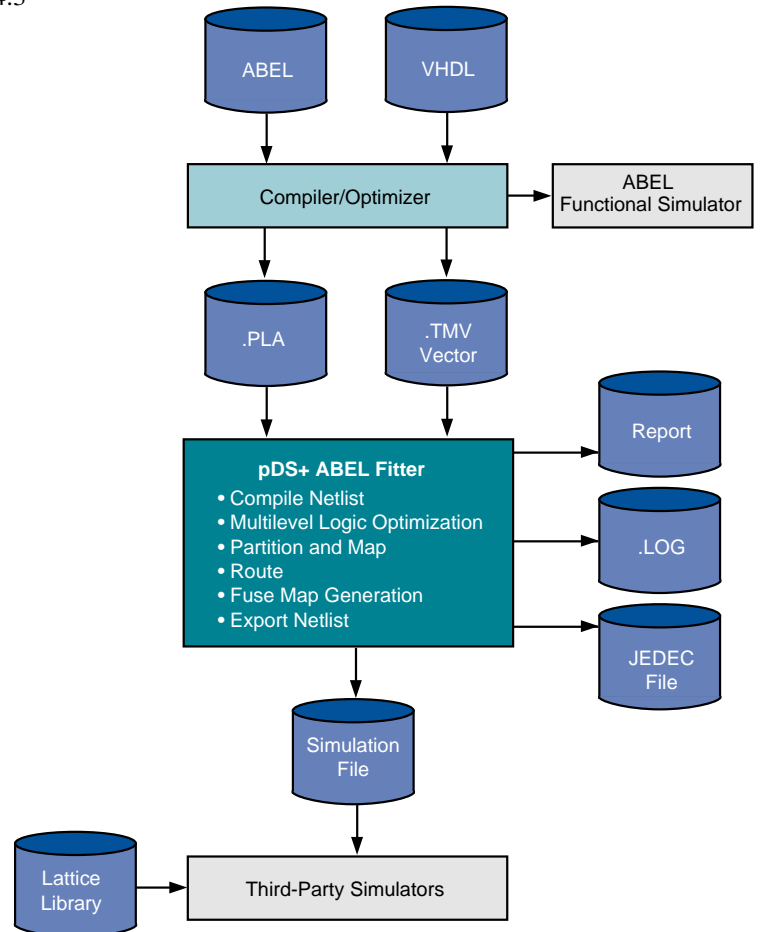 ABEL
VHDL
Compiler/Optimizer
ABEL
Functional Simulator
.PLA
.TMV
Vector
Report
pDS+ ABEL Fitter
• Compile Netlist
• Multilevel Logic Optimization
• Partition and Map
• Route
• Fuse Map Generation
• Export Netlist
.LOG
JEDEC
File
Simulation
File
Lattice
Library
Third-Party Simulators